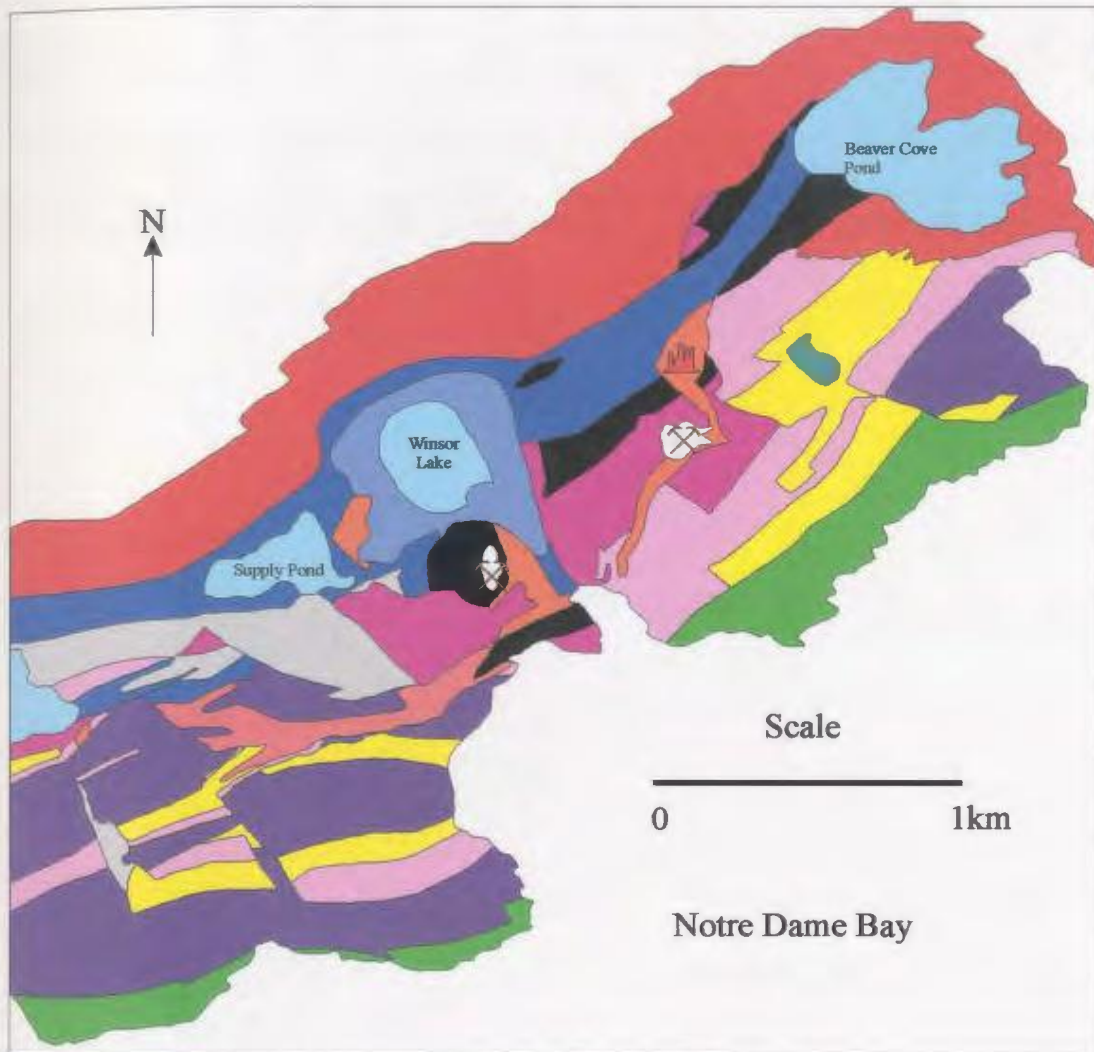 Beaver Cove
Pond
N
Winsor
Lake
Supply Pond
Scale
0 1km
Notre Dame Bay